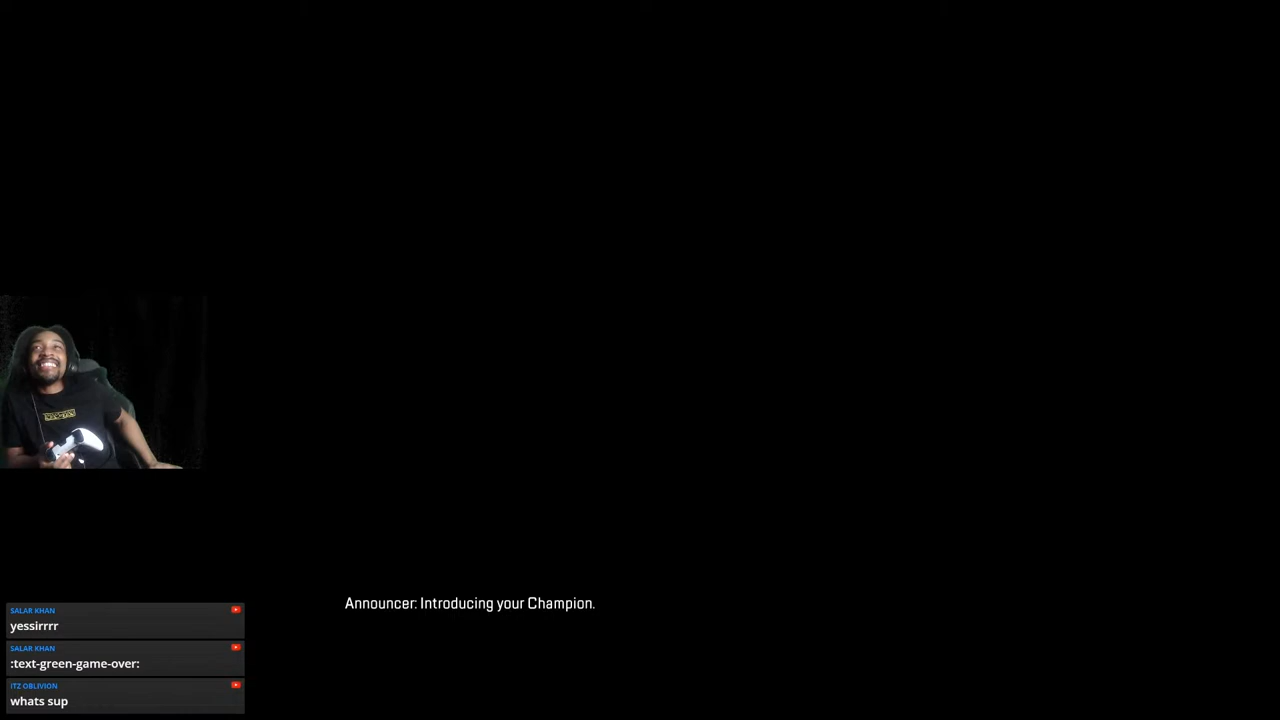 Announcer: Introducing your Champion.
SALAR KHAN
yessirrrr
SALAR KHAN
:text-green-game-over:
ITZ OBLIVION
whats sup